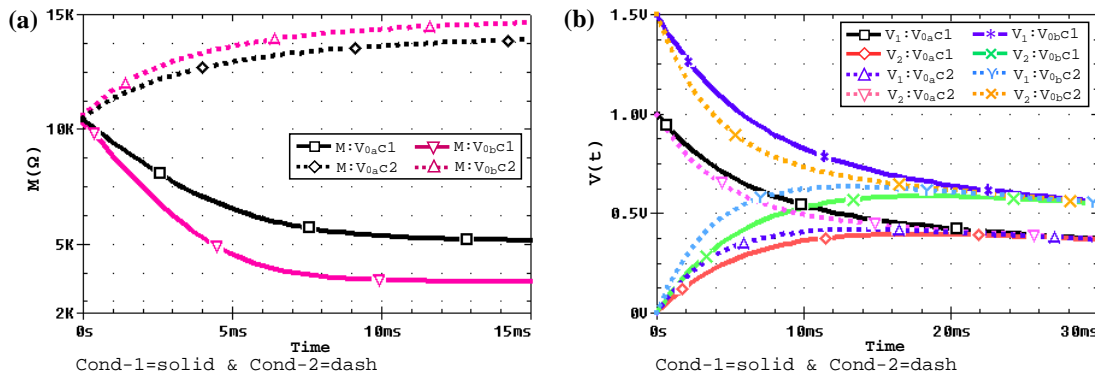 (a)
15K
10K
5K
2K
M(Ω)
M:V0ac1
M:V0bc1
M:V0ac2
M:V0bc2
0s
5ms
10ms
15ms
Time
Cond-1=solid & Cond-2=dash
(b)
1.5V
1.0V
0.5V
0V
V(t)
V1:V0ac1
V1:V0bc1
V2:V0ac1
V2:V0bc1
V1:V0ac2
V1:V0bc2
V2:V0ac2
V2:V0bc2
0s
10ms
20ms
30ms
Time
Cond-1=solid & Cond-2=dash